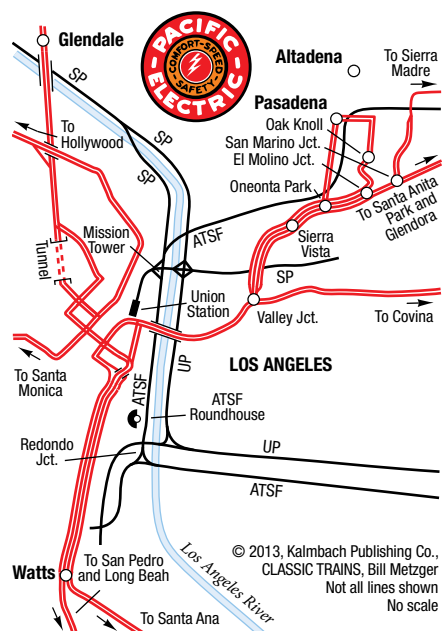 Glendale
PACIFIC
ELECTRIC
COMFORT-SPEED
SAFETY
SP
To
Hollywood
SP
SP
Altadena
To Sierra
Madre
Pasadena
Oak Knoll
San Marino Jct.
El Molino Jct.
Oneonta Park
To Santa Anita
Park and
Glendora
Mission
Tower
ATSF
Sierra
Vista
SP
Tunnel
Union
Station
Valley Jct.
To Covina
To Santa
Monica
ATSF
UP
LOS ANGELES
ATSF
Roundhouse
Redondo
Jct.
UP
ATSF
Los Angeles River
Watts
To San Pedro
and Long Beah
To Santa Ana
© 2013, Kalmbach Publishing Co.,
CLASSIC TRAINS, Bill Metzger
Not all lines shown
No scale